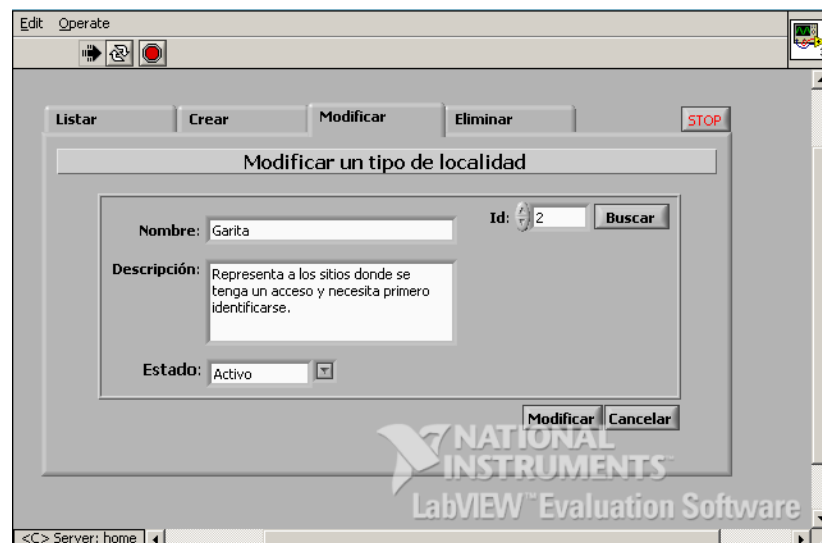 Edit Operate
Listar Crear Modificar Eliminar STOP
Modificar un tipo de localidad
Id: 2 Buscar
Nombre: Garita
Descripción: Representa a los sitios donde se
tenga un acceso y necesita primero
identificarse.
Estado: Activo
Modificar Cancelar
NATIONAL
INSTRUMENTS
LabVIEW™ Evaluation Software
<C> Server: home